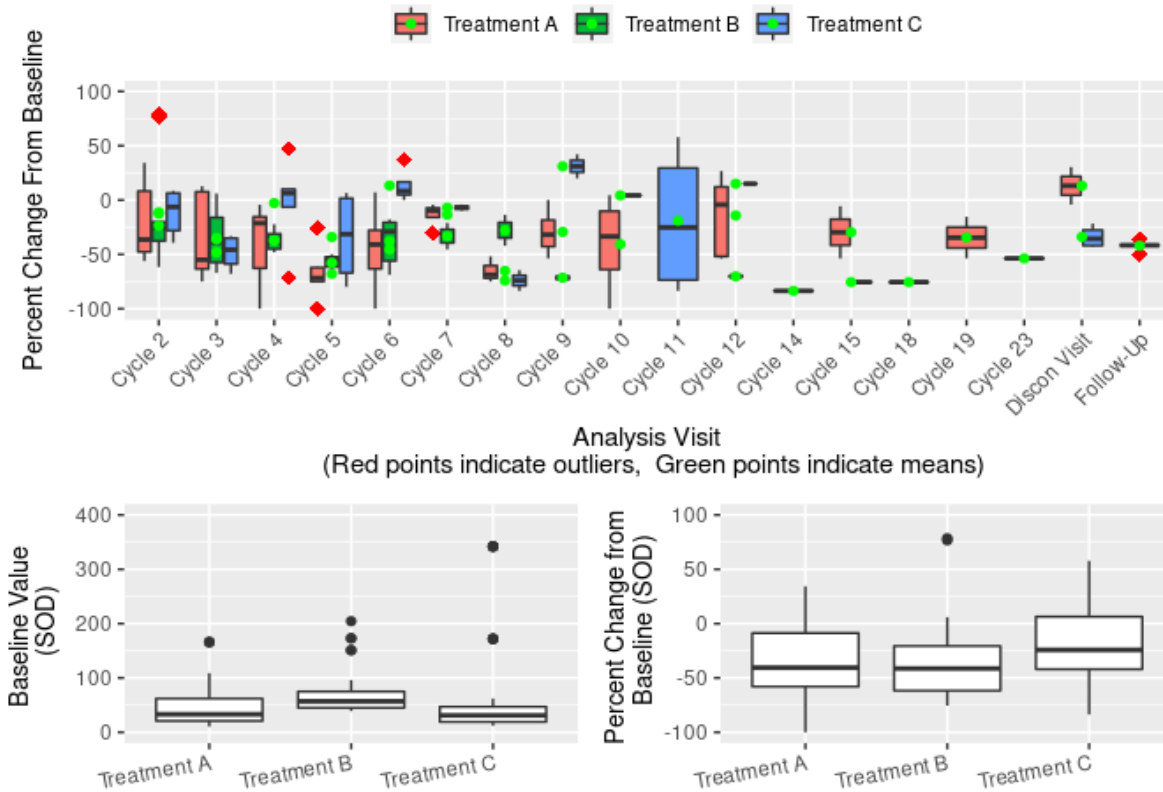 Treatment A Treatment B Treatment C
Percent Change From Baseline
100
50
0
-50
-100
Cycle 2 Cycle 3 Cycle 4 Cycle 5 Cycle 6 Cycle 7 Cycle 8 Cycle 9 Cycle 10 Cycle 11 Cycle 12 Cycle 14 Cycle 15 Cycle 18 Cycle 19 Cycle 23 Discon Visit Follow-Up
Analysis Visit
(Red points indicate outliers, Green points indicate means)
Baseline Value
(SOD)
400
300
200
100
0
Treatment A Treatment B Treatment C
Percent Change from
Baseline (SOD)
100
50
0
-50
-100
Treatment A Treatment B Treatment C